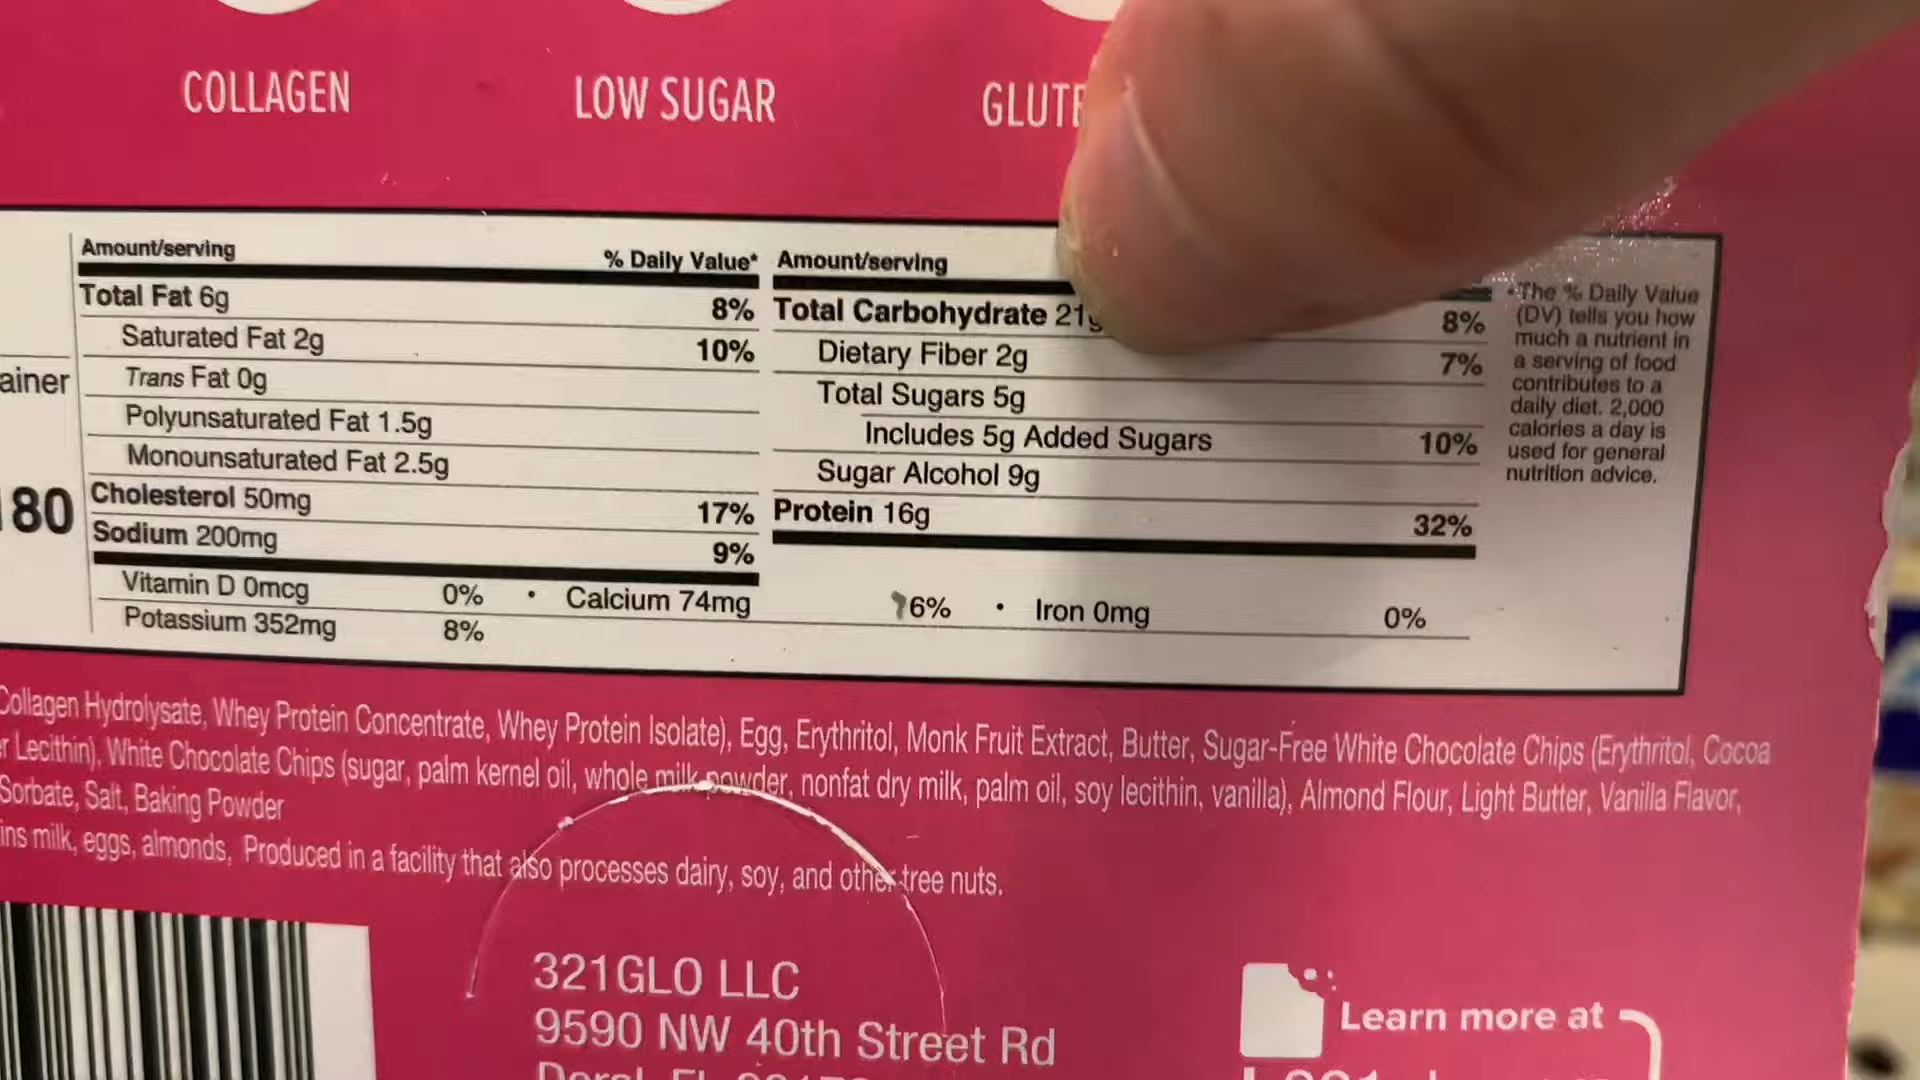 COLLAGEN LOW SUGAR
Amount/serving % Daily Value* Amount/serving
Total Fat 6g 8% Total Carbohydrate 21g 8%
Saturated Fat 2g 10% Dietary Fiber 2g 7%
Trans Fat 0g Total Sugars 5g
Polyunsaturated Fat 1.5g Includes 5g Added Sugars 10%
Monounsaturated Fat 2.5g Sugar Alcohol 9g
Cholesterol 50mg 17% Protein 16g 32%
Sodium 200mg 9%
Vitamin D 0mcg 0% • Calcium 74mg 6% • Iron 0mg 0%
Potassium 352mg 8%
*The % Daily Value
(DV) tells you how
much a nutrient in
a serving of food
contributes to a
daily diet. 2,000
calories a day is
used for general
nutrition advice.
Collagen Hydrolysate, Whey Protein Concentrate, Whey Protein Isolate), Egg, Erythritol, Monk Fruit Extract, Butter, Sugar-Free White Chocolate Chips (Erythritol, Cocoa
Lecithin), White Chocolate Chips (sugar, palm kernel oil, whole milk powder, nonfat dry milk, palm oil, soy lecithin, vanilla), Almond Flour, Light Butter, Vanilla Flavor,
Sorbate, Salt, Baking Powder
milk, eggs, almonds, Produced in a facility that also processes dairy, soy, and other tree nuts.
321GLO LLC
9590 NW 40th Street Rd
Learn more at